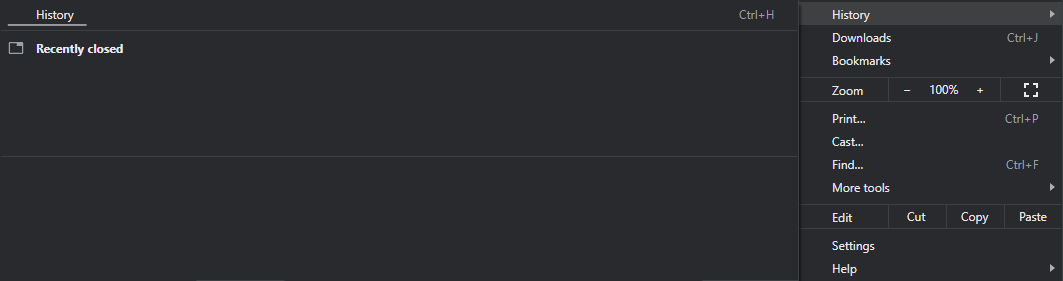 History Ctrl+H
Recently closed
History
Downloads Ctrl+J
Bookmarks
Zoom − 100% +
Print... Ctrl+P
Cast...
Find... Ctrl+F
More tools
Edit Cut Copy Paste
Settings
Help